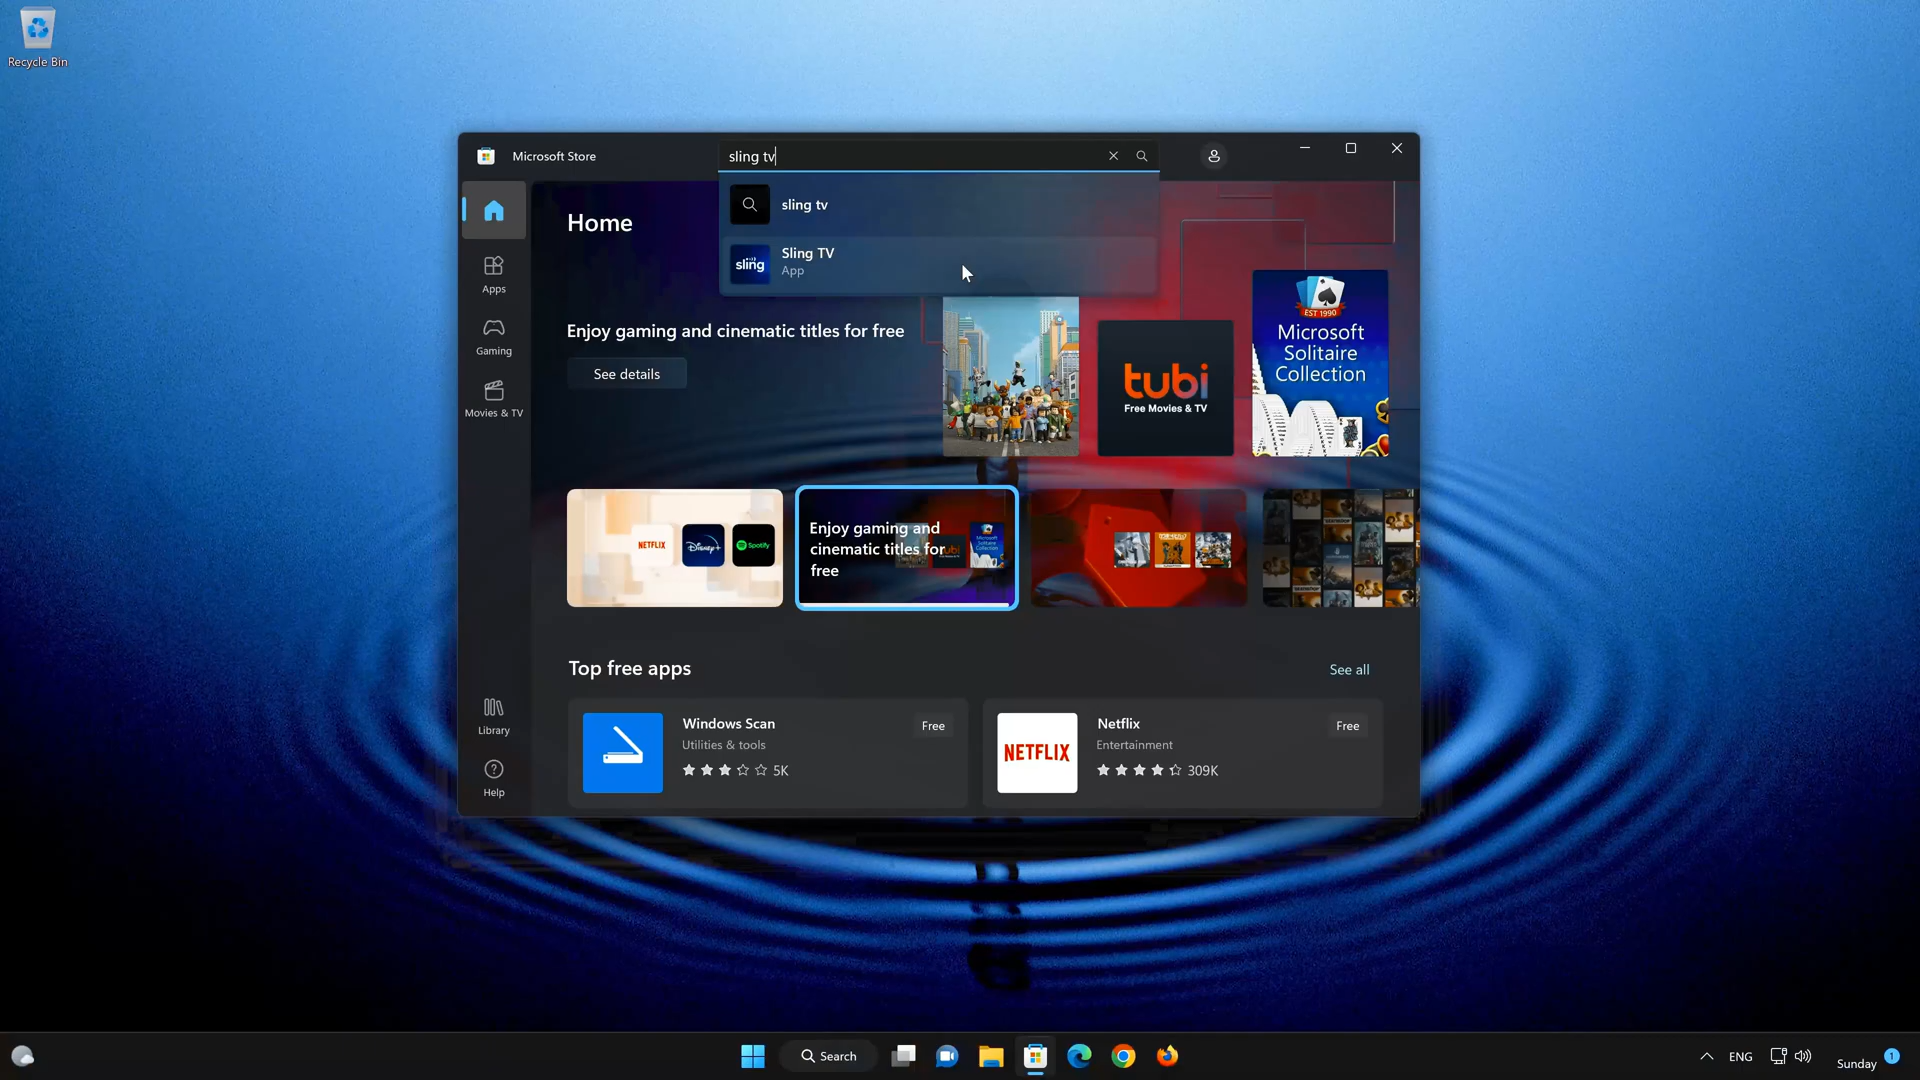 Recycle Bin
Microsoft Store
sling tv
sling tv
sling
Sling TV
App
Home
Apps
Gaming
Movies & TV
Library
Help
Enjoy gaming and cinematic titles for free
See details
tubi
Free Movies & TV
EST 1990
Microsoft
Solitaire
Collection
NETFLIX
Disney+
Spotify
Enjoy gaming and
cinematic titles for
free
Top free apps
See all
Windows Scan
Free
Utilities & tools
5K
NETFLIX
Netflix
Free
Entertainment
309K
Search
ENG
Sunday
1